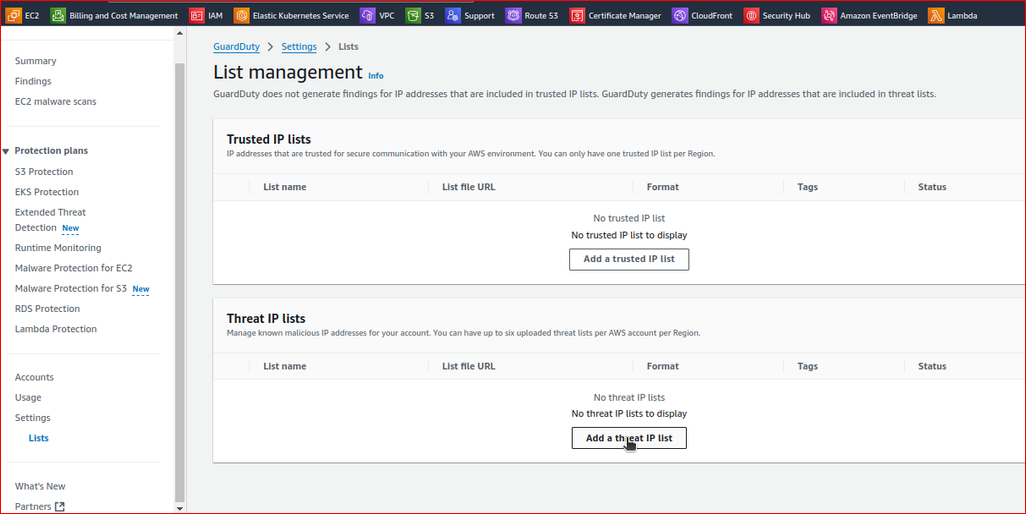 EC2 Billing and Cost Management IAM Elastic Kubernetes Service VPC S3 Support Route 53 Certificate Manager CloudFront Security Hub Amazon EventBridge Lambda
Summary
Findings
EC2 malware scans
Protection plans
S3 Protection
EKS Protection
Extended Threat
Detection New
Runtime Monitoring
Malware Protection for EC2
Malware Protection for S3 New
RDS Protection
Lambda Protection
Accounts
Usage
Settings
Lists
What's New
Partners
GuardDuty > Settings > Lists
List management Info
GuardDuty does not generate findings for IP addresses that are included in trusted IP lists. GuardDuty generates findings for IP addresses that are included in threat lists.
Trusted IP lists
IP addresses that are trusted for secure communication with your AWS environment. You can only have one trusted IP list per Region.
List name List file URL Format Tags Status
No trusted IP list
No trusted IP list to display
Add a trusted IP list
Threat IP lists
Manage known malicious IP addresses for your account. You can have up to six uploaded threat lists per AWS account per Region.
List name List file URL Format Tags Status
No threat IP lists
No threat IP lists to display
Add a threat IP list